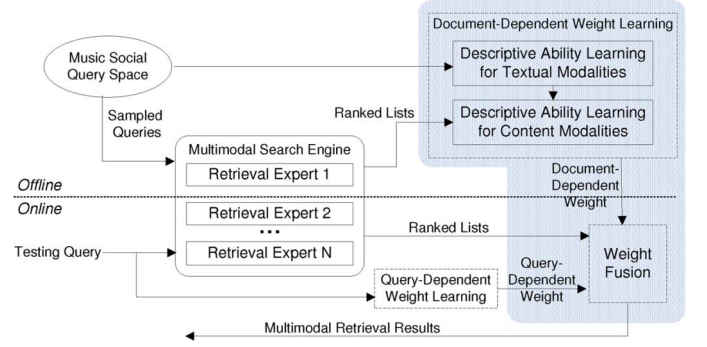 Document-Dependent Weight Learning
Music Social
Query Space
Descriptive Ability Learning
for Textual Modalities
Sampled
Queries
Ranked Lists
Descriptive Ability Learning
for Content Modalities
Multimodal Search Engine
Retrieval Expert 1
Offline
Online
Document-
Dependent
Weight
Retrieval Expert 2
...
Retrieval Expert N
Ranked Lists
Testing Query
Weight
Fusion
Query-Dependent
Weight Learning
Query-
Dependent
Weight
Multimodal Retrieval Results